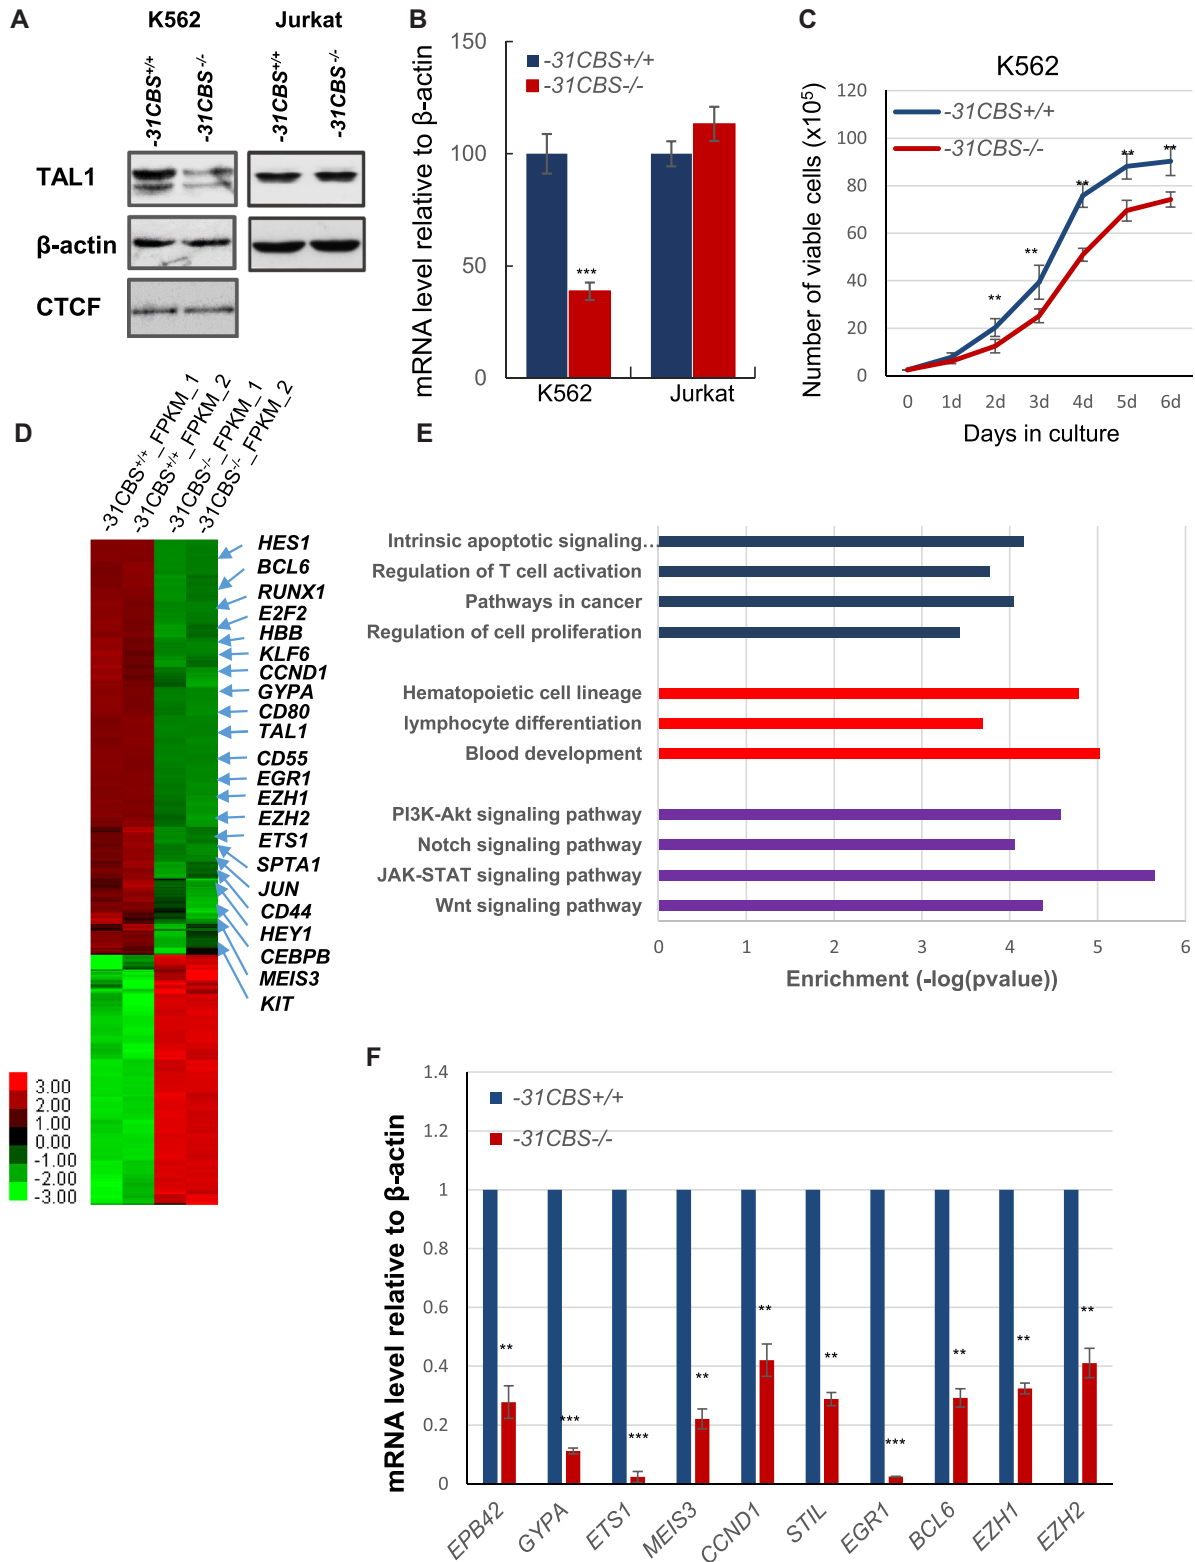 A
K562
Jurkat
-31CBS+/+
-31CBS-/-
-31CBS+/+
-31CBS-/-
TAL1
β-actin
CTCF
B
mRNA level relative to β-actin
150
100
50
0
-31CBS+/+
-31CBS-/-
***
K562
Jurkat
C
K562
Number of viable cells (x10⁵)
120
100
80
60
40
20
0
-31CBS+/+
-31CBS-/-
**
**
**
**
**
0 1d 2d 3d 4d 5d 6d
Days in culture
D
-31CBS+/+_FPKM_1
-31CBS+/+_FPKM_2
-31CBS-/-_FPKM_1
-31CBS-/-_FPKM_2
HES1
BCL6
RUNX1
E2F2
HBB
KLF6
CCND1
GYPA
CD80
TAL1
CD55
EGR1
EZH1
EZH2
ETS1
SPTA1
JUN
CD44
HEY1
CEBPB
MEIS3
KIT
3.00
2.00
1.00
0.00
-1.00
-2.00
-3.00
E
Intrinsic apoptotic signaling…
Regulation of T cell activation
Pathways in cancer
Regulation of cell proliferation
Hematopoietic cell lineage
lymphocyte differentiation
Blood development
PI3K-Akt signaling pathway
Notch signaling pathway
JAK-STAT signaling pathway
Wnt signaling pathway
0 1 2 3 4 5 6
Enrichment (-log(pvalue))
F
mRNA level relative to β-actin
1.4
1.2
1
0.8
0.6
0.4
0.2
0
-31CBS+/+
-31CBS-/-
**
***
***
**
**
**
***
**
**
**
EPB42
GYPA
ETS1
MEIS3
CCND1
STIL
EGR1
BCL6
EZH1
EZH2